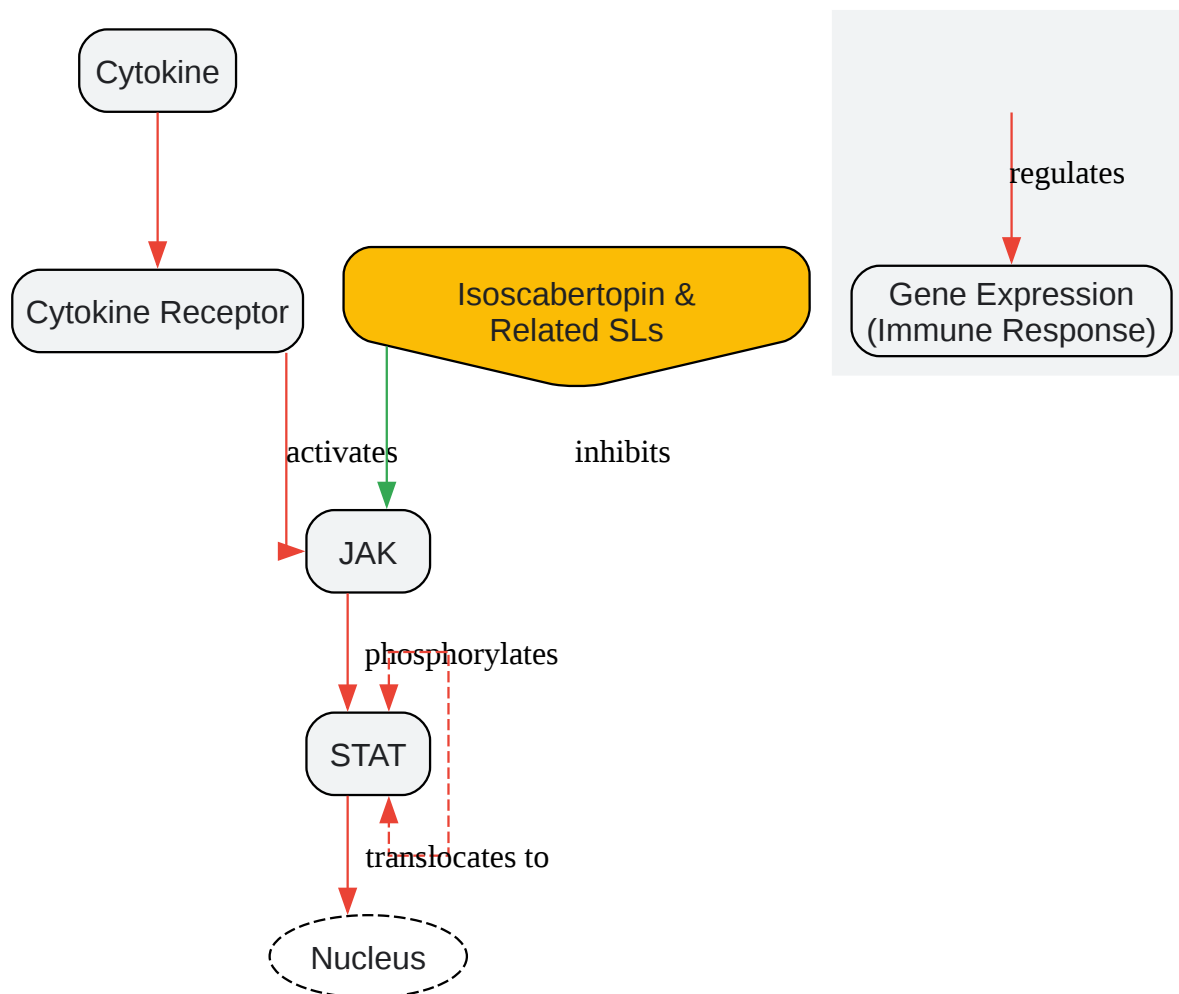 Cytokine
regulates
Cytokine Receptor
Isoscabertopin &
Related SLs
Gene Expression
(Immune Response)
activates
inhibits
JAK
phosphorylates
STAT
translocates to
Nucleus